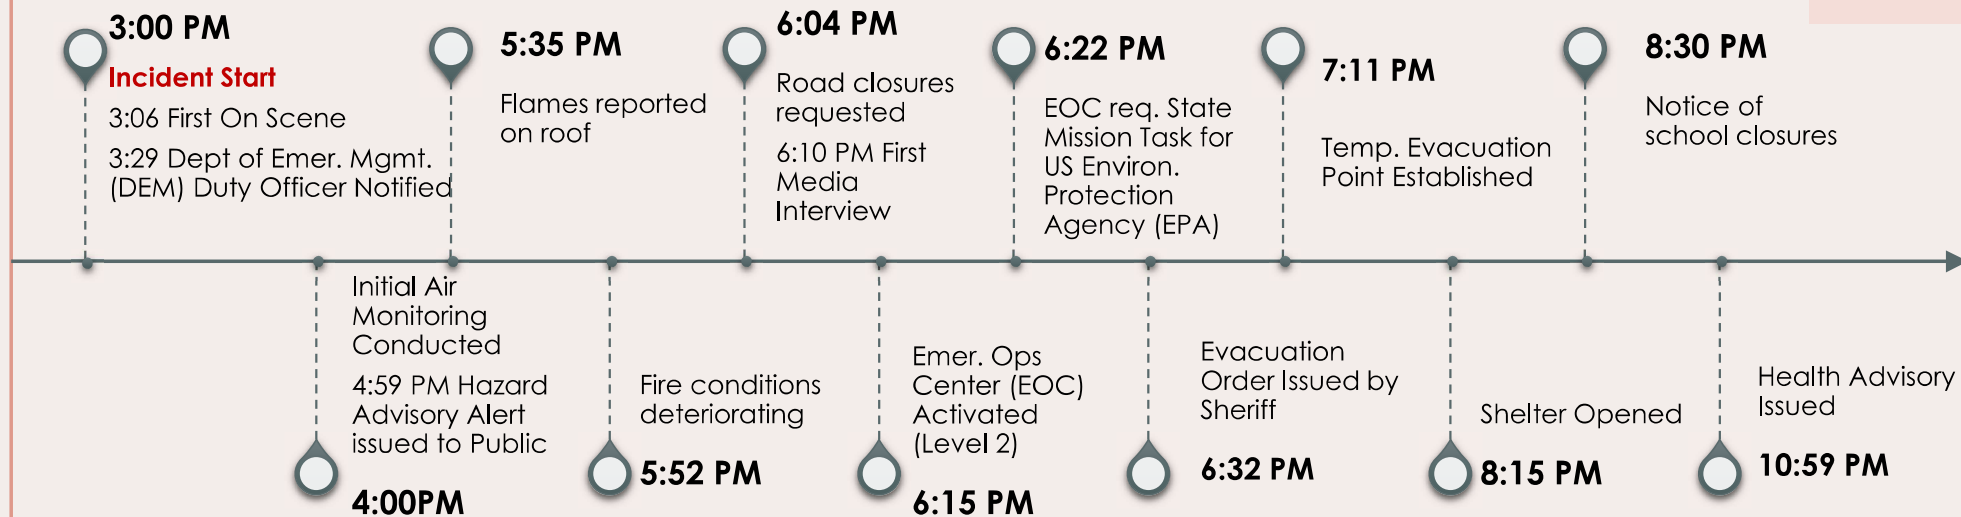 3:00 PM
Incident Start
3:06 First On Scene
3:29 Dept of Emer. Mgmt.
(DEM) Duty Officer Notified
Initial Air
Monitoring
Conducted
4:59 PM Hazard
Advisory Alert
issued to Public
4:00PM
5:35 PM
Flames reported
on roof
Fire conditions
deteriorating
5:52 PM
6:04 PM
Road closures
requested
6:10 PM First
Media
Interview
Emer. Ops
Center (EOC)
Activated
(Level 2)
6:15 PM
6:22 PM
EOC req. State
Mission Task for
US Environ.
Protection
Agency (EPA)
Evacuation
Order Issued by
Sheriff
6:32 PM
7:11 PM
Temp. Evacuation
Point Established
Shelter Opened
8:15 PM
8:30 PM
Notice of
school closures
Health Advisory
Issued
10:59 PM